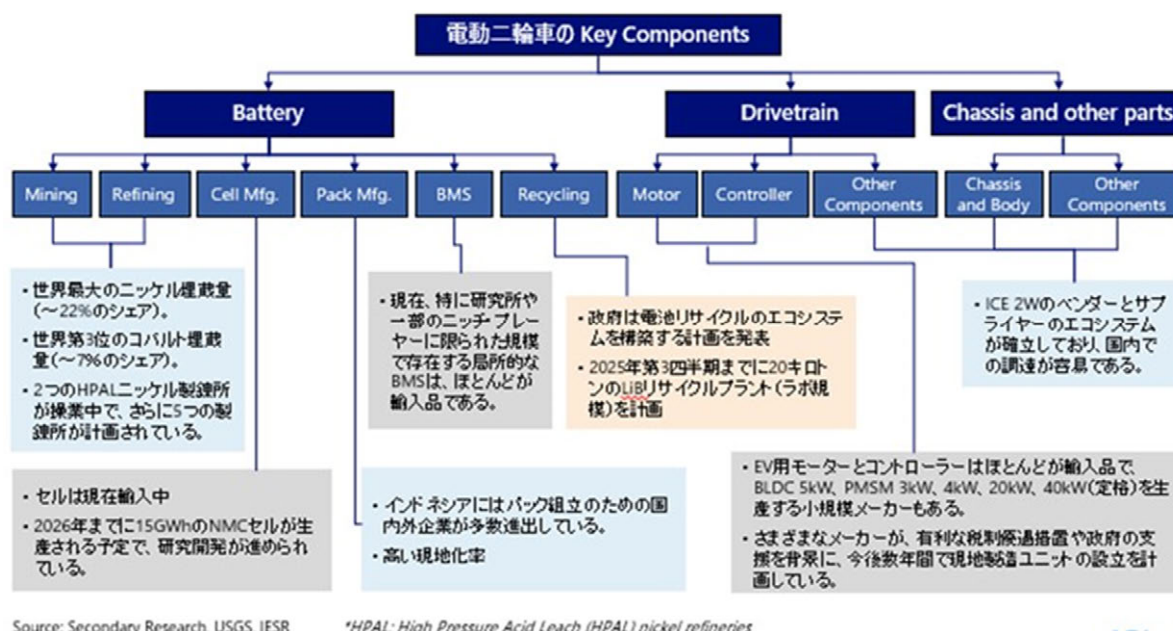 電動二輪車の Key Components
Battery
Drivetrain
Chassis and other parts
Mining
Refining
Cell Mfg.
Pack Mfg.
BMS
Recycling
Motor
Controller
Other
Components
Chassis
and Body
Other
Components
・世界最大のニッケル埋蔵量
(～22%のシェア)。
・世界第3位のコバルト埋蔵
量(～7%のシェア)。
・2つのHPALニッケル製錬所
が操業中で、さらに5つの製
錬所が計画されている。
・現在、特に研究所や
一部のニッチ プレー
ヤーに限られた規模
で存在する局所的な
BMSは、ほとんどが
輸入品である。
・政府は電池リサイクルのエコシステ
ムを構築する計画を発表
・2025年第3四半期までに20キロト
ンのLiBリサイクルプラント(ラボ規
模)を計画
・ICE 2Wのベンダーとサプ
ライヤーのエコシステム
が確立しており、国内で
の調達が容易である。
・セルは現在輸入中
・2026年までに15GWhのNMCセルが生
産される予定で、研究開発が進められ
ている。
・インドネシアにはパック組立のための国
内外企業が多数進出している。
・高い現地化率
・EV用モーターとコントローラーはほとんどが輸入品で、
BLDC 5kW, PMSM 3kW、4kW、20kW、40kW(定格)を生
産する小規模メーカーもある。
・さまざまなメーカーが、有利な税制優遇措置や政府の支
援を背景に、今後数年間で現地製造ユニットの設立を計
画している。
Source: Secondary Research, USGS, IESR
*HPAL: High Pressure Acid Leach (HPAL) nickel refineries